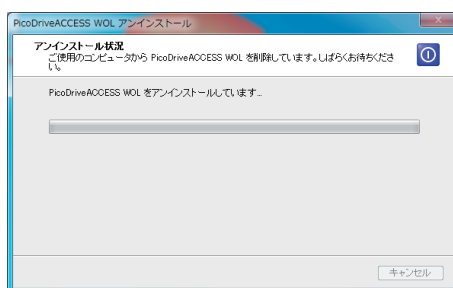 PicoDriveACCESS WOL アンインストール
アンインストール状況
ご使用のコンピュータから PicoDriveACCESS WOL を削除しています。しばらくお待ちくださ
い。
PicoDriveACCESS WOL をアンインストールしています...
キャンセル